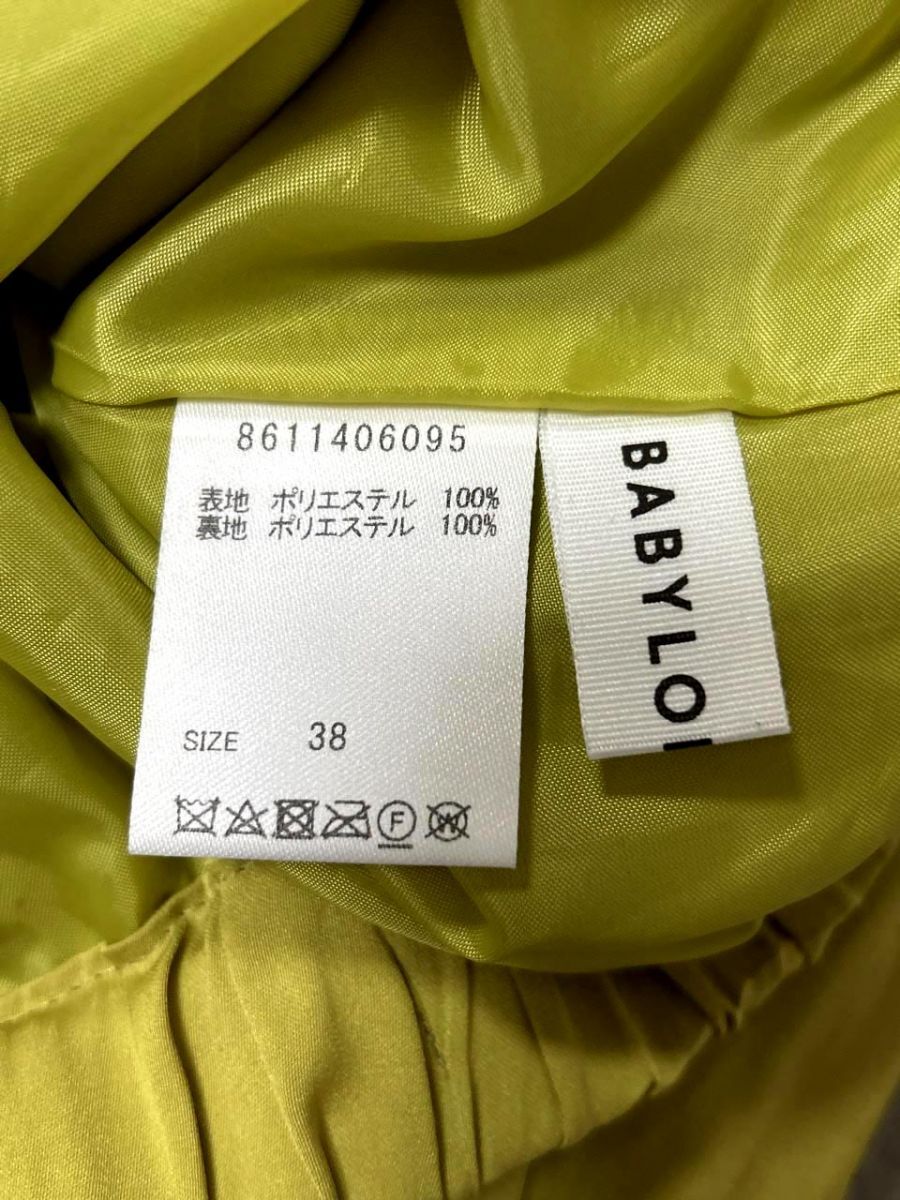 8611406095
表地 ポリエステル 100%
裏地 ポリエステル 100%
SIZE 38
F
W
BABYLO